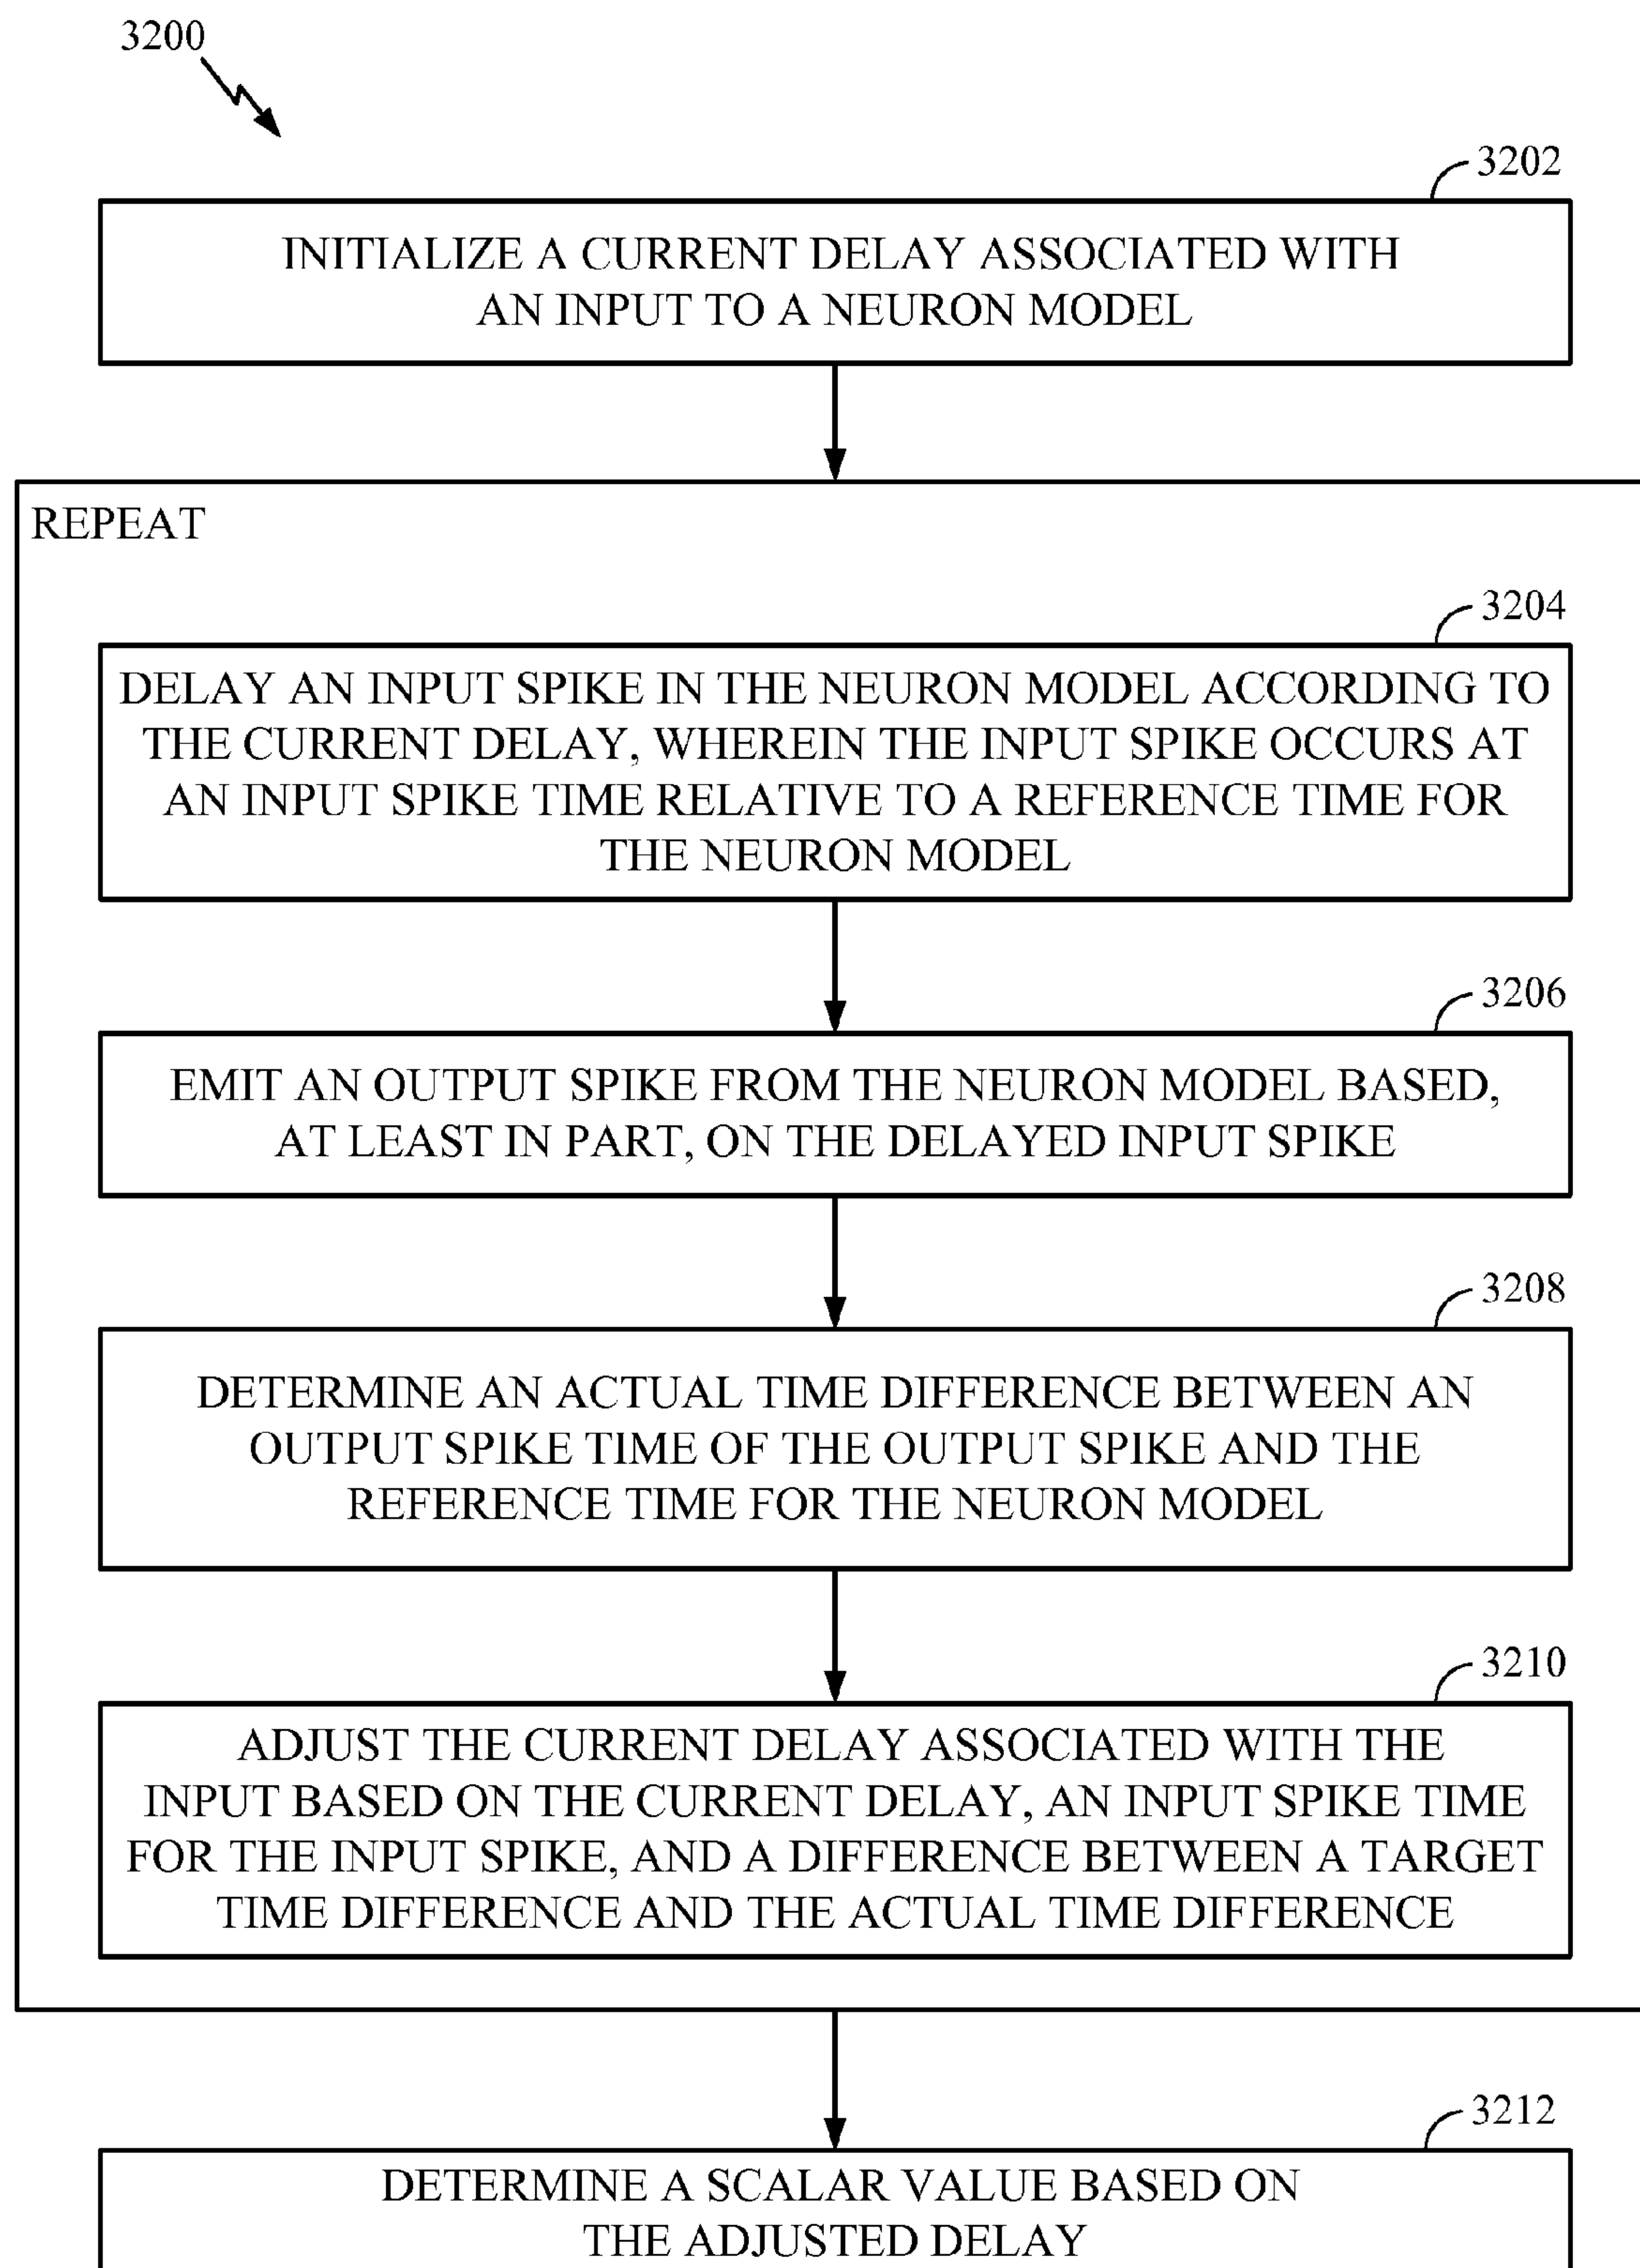 3200
3202
INITIALIZE A CURRENT DELAY ASSOCIATED WITH
AN INPUT TO A NEURON MODEL
REPEAT
3204
DELAY AN INPUT SPIKE IN THE NEURON MODEL ACCORDING TO
THE CURRENT DELAY, WHEREIN THE INPUT SPIKE OCCURS AT
AN INPUT SPIKE TIME RELATIVE TO A REFERENCE TIME FOR
THE NEURON MODEL
3206
EMIT AN OUTPUT SPIKE FROM THE NEURON MODEL BASED,
AT LEAST IN PART, ON THE DELAYED INPUT SPIKE
3208
DETERMINE AN ACTUAL TIME DIFFERENCE BETWEEN AN
OUTPUT SPIKE TIME OF THE OUTPUT SPIKE AND THE
REFERENCE TIME FOR THE NEURON MODEL
3210
ADJUST THE CURRENT DELAY ASSOCIATED WITH THE
INPUT BASED ON THE CURRENT DELAY, AN INPUT SPIKE TIME
FOR THE INPUT SPIKE, AND A DIFFERENCE BETWEEN A TARGET
TIME DIFFERENCE AND THE ACTUAL TIME DIFFERENCE
3212
DETERMINE A SCALAR VALUE BASED ON
THE ADJUSTED DELAY